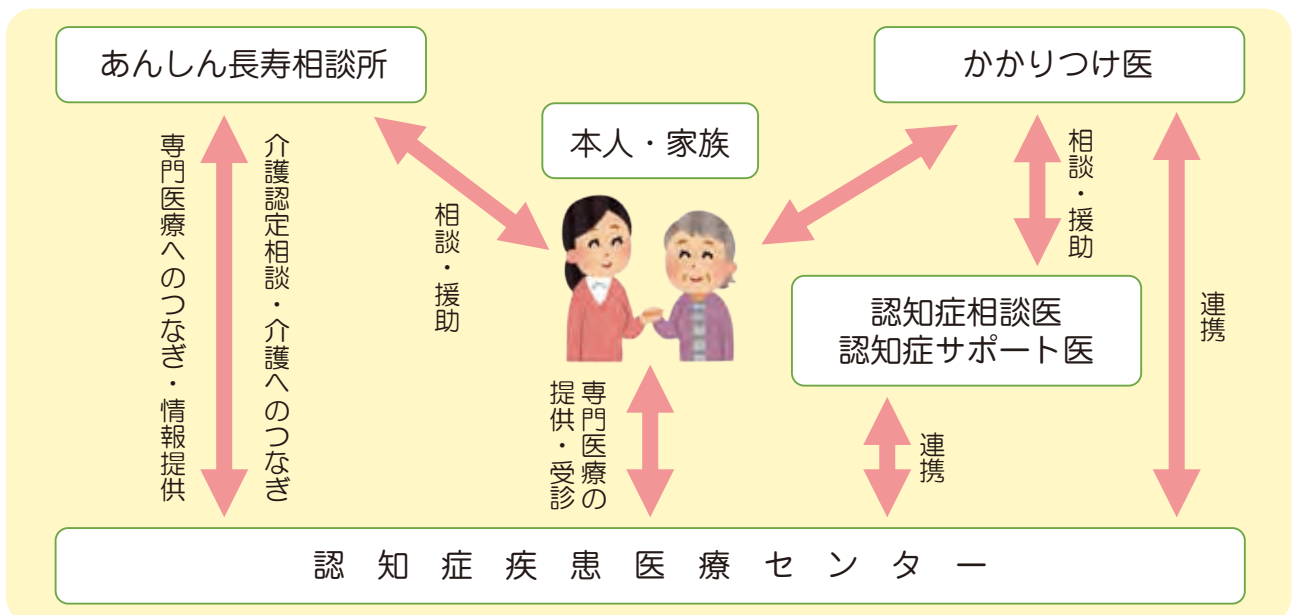 あんしん長寿相談所
かかりつけ医
本人・家族
専門医療へのつなぎ・情報提供
介護認定相談・介護へのつなぎ
相談・援助
相談・援助
認知症相談医
認知症サポート医
連携
専門医療の
提供・受診
連携
認知症疾患医療センター